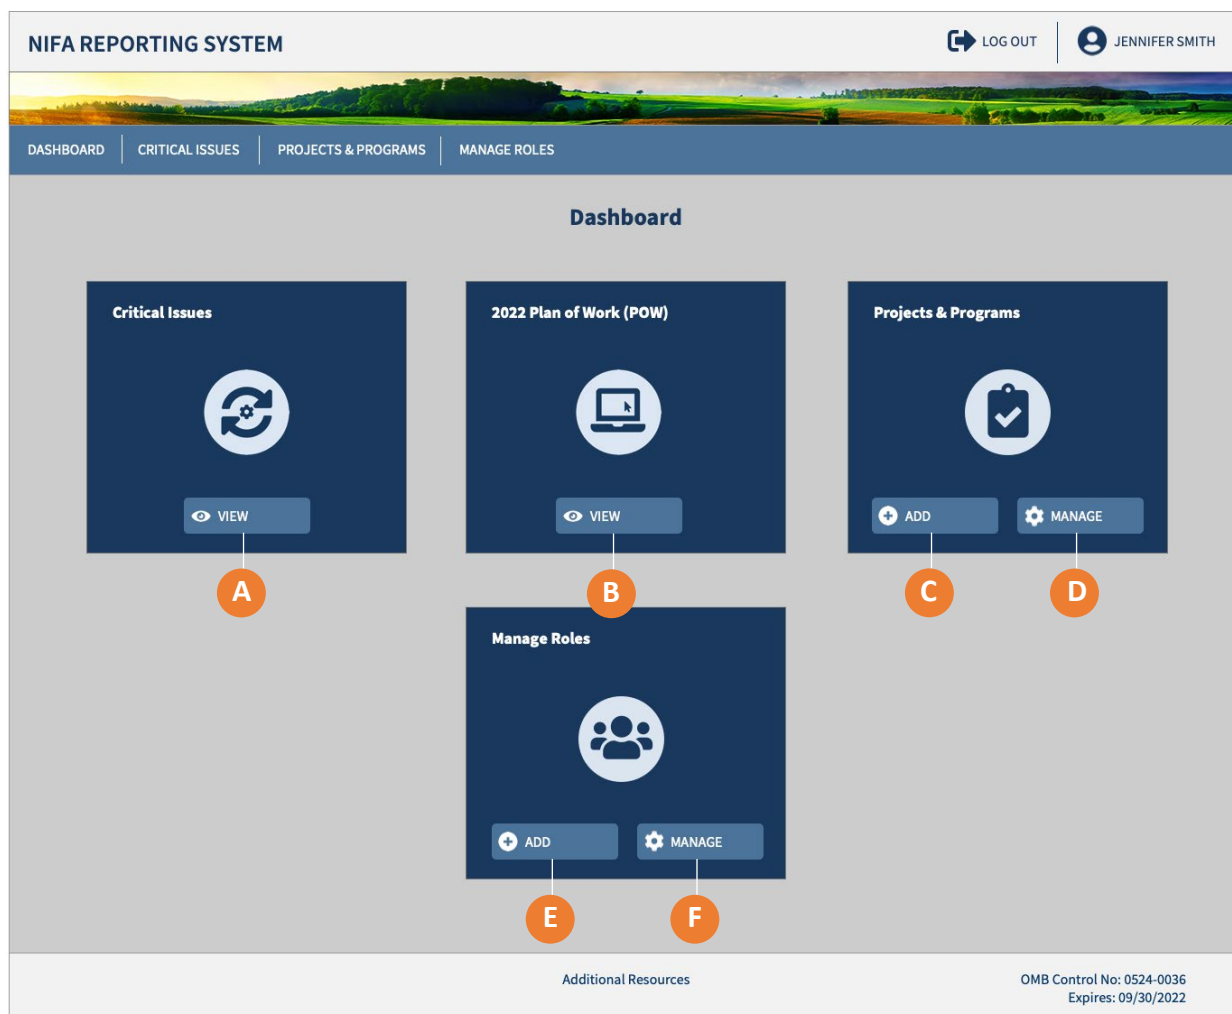 NIFA REPORTING SYSTEM
LOG OUT
JENNIFER SMITH
DASHBOARD
CRITICAL ISSUES
PROJECTS & PROGRAMS
MANAGE ROLES
Dashboard
Critical Issues
VIEW
A
2022 Plan of Work (POW)
VIEW
B
Projects & Programs
ADD
MANAGE
C
D
Manage Roles
ADD
MANAGE
E
F
Additional Resources
OMB Control No: 0524-0036
Expires: 09/30/2022